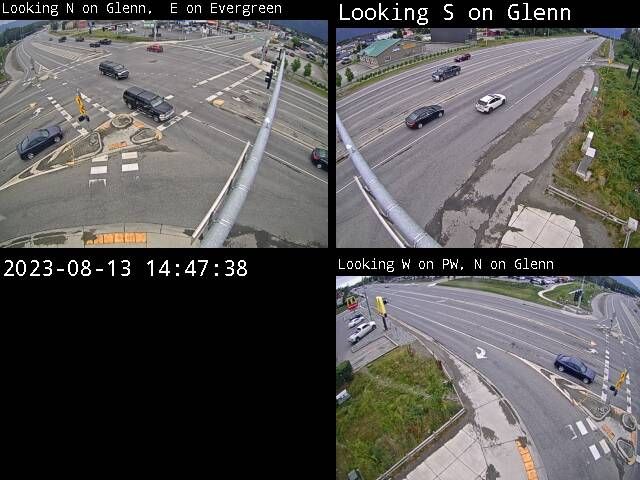 Looking N on Glenn, E on Evergreen
Looking S on Glenn
2023-08-13 14:47:38
Looking W on PW, N on Glenn